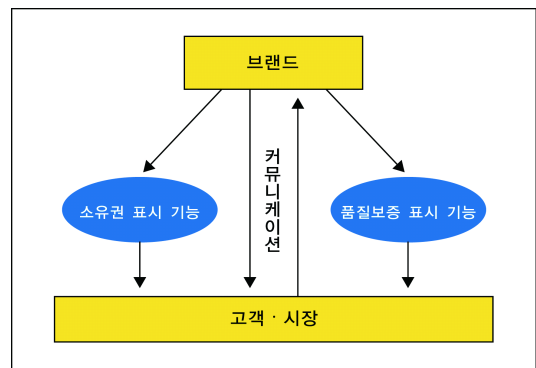 브랜드
커뮤니케이션
소유권 표시 기능
품질보증 표시 기능
고객 · 시장